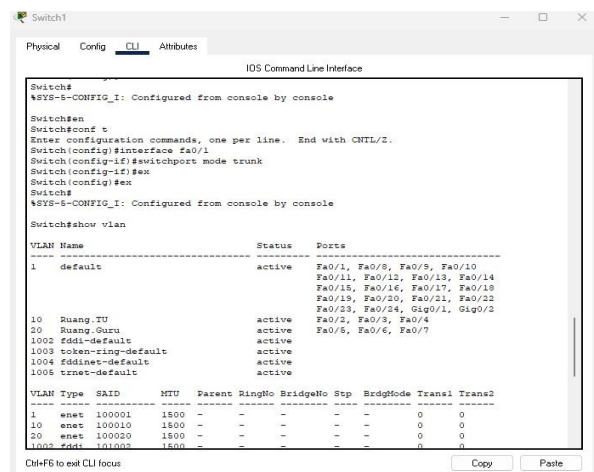 Switch1
Physical Config CLI Attributes
IOS Command Line Interface
Switch#
%SYS-5-CONFIG_I: Configured from console by console
Switch#en
Switch#conf t
Enter configuration commands, one per line. End with CNTL/Z.
Switch(config)#interface fa0/1
Switch(config-if)#switchport mode trunk
Switch(config-if)#ex
Switch(config)#ex
Switch#
%SYS-5-CONFIG_I: Configured from console by console
Switch#show vlan
VLAN Name Status Ports
---- -------------------------------- --------- -------------------------------
1 default active Fa0/1, Fa0/8, Fa0/9, Fa0/10
Fa0/11, Fa0/12, Fa0/13, Fa0/14
Fa0/15, Fa0/16, Fa0/17, Fa0/18
Fa0/19, Fa0/20, Fa0/21, Fa0/22
Fa0/23, Fa0/24, Gig0/1, Gig0/2
10 Ruang.TU active Fa0/2, Fa0/3, Fa0/4
20 Ruang.Guru active Fa0/5, Fa0/6, Fa0/7
1002 fddi-default active
1003 token-ring-default active
1004 fddinet-default active
1005 trnet-default active
VLAN Type SAID MTU Parent RingNo BridgeNo Stp BrdgMode Trans1 Trans2
---- ----- ---------- ----- ------ ------ -------- ---- -------- ------ ------
1 enet 100001 1500 - - - - - 0 0
10 enet 100010 1500 - - - - - 0 0
20 enet 100020 1500 - - - - - 0 0
1002 fddi 101002 1500 - - - - - 0 0
Ctrl+F6 to exit CLI focus
Copy Paste